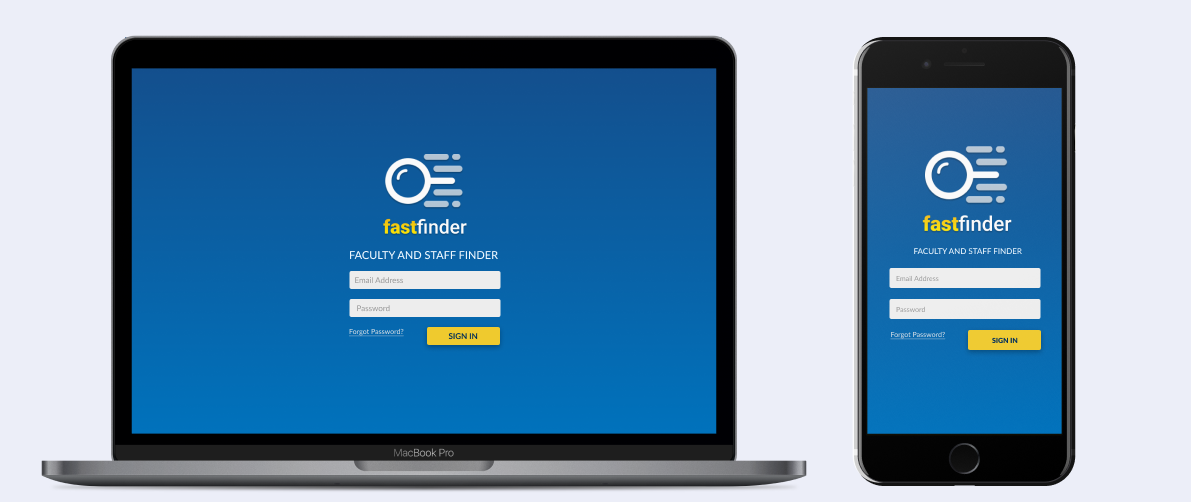 fastfinder
FACULTY AND STAFF FINDER
Email Address
Password
Forgot Password?
SIGN IN
MacBook Pro
fastfinder
FACULTY AND STAFF FINDER
Email Address
Password
Forgot Password?
SIGN IN